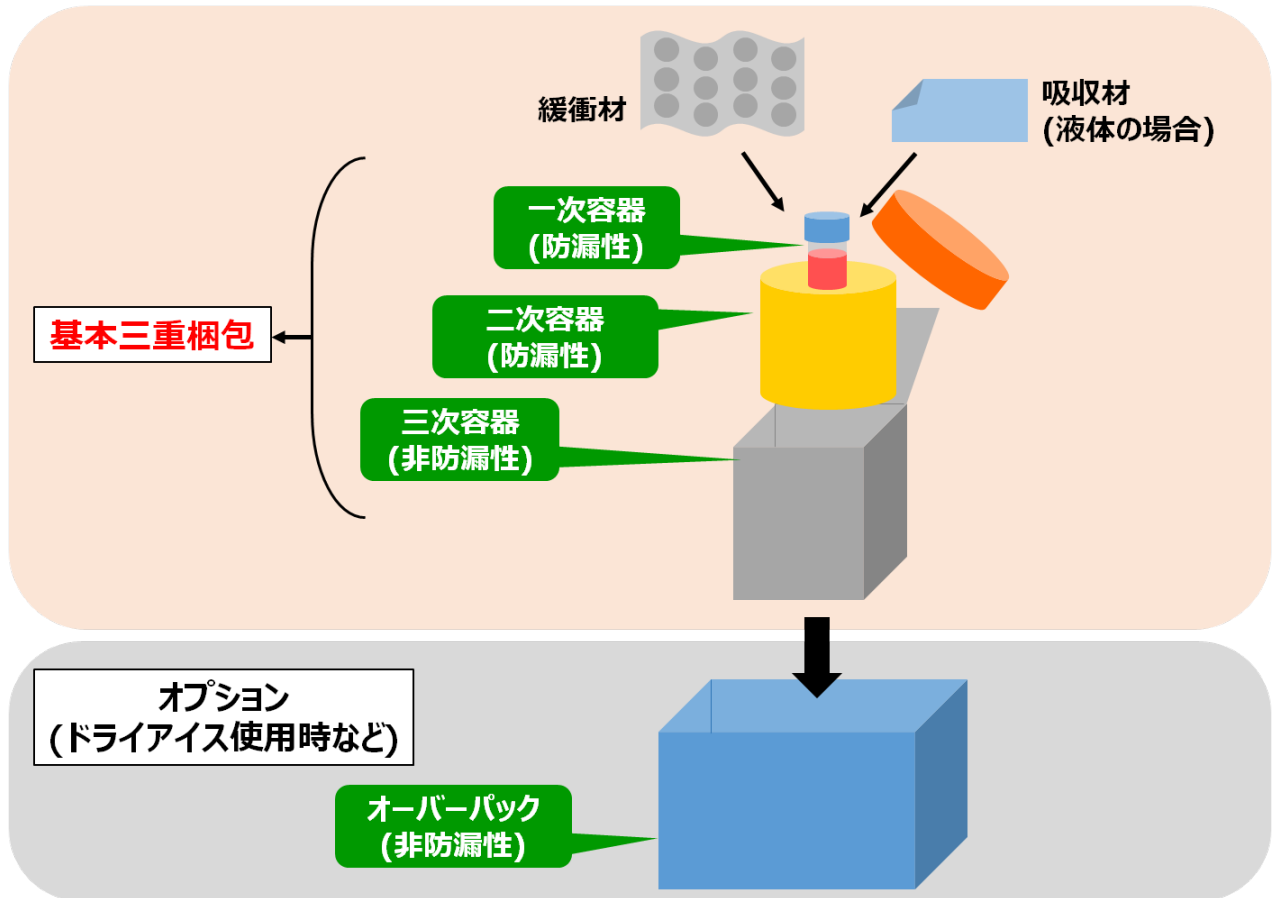 緩衝材
吸収材
(液体の場合)
一次容器
(防漏性)
二次容器
(防漏性)
基本三重梱包
三次容器
(非防漏性)
オプション
(ドライアイス使用時など)
オーバーパック
(非防漏性)